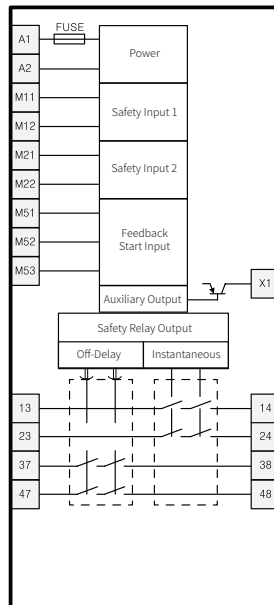 FUSE
A1
Power
A2
M11
Safety Input 1
M12
M21
Safety Input 2
M22
M51
Feedback
Start Input
M52
M53
X1
Auxiliary Output
Safety Relay Output
Off-Delay Instantaneous
13 14
23 24
37 38
47 48